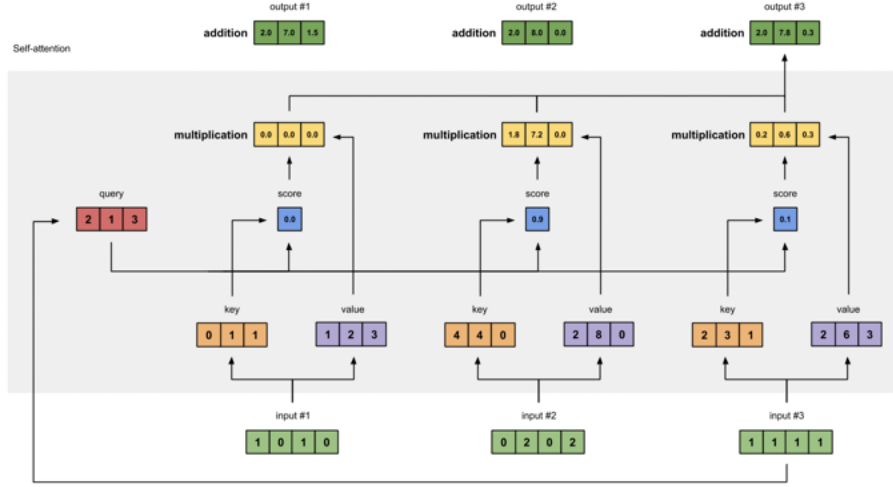 output #1
output #2
output #3
addition 2.0 7.0 1.5
addition 2.0 8.0 0.0
addition 2.0 7.8 0.3
Self-attention
multiplication 0.0 0.0 0.0
multiplication 1.8 7.2 0.0
multiplication 0.2 0.6 0.3
query
score
score
score
2 1 3
0.0
0.9
0.1
key
value
key
value
key
value
0 1 1
1 2 3
4 4 0
2 8 0
2 3 1
2 6 3
input #1
input #2
input #3
1 0 1 0
0 2 0 2
1 1 1 1